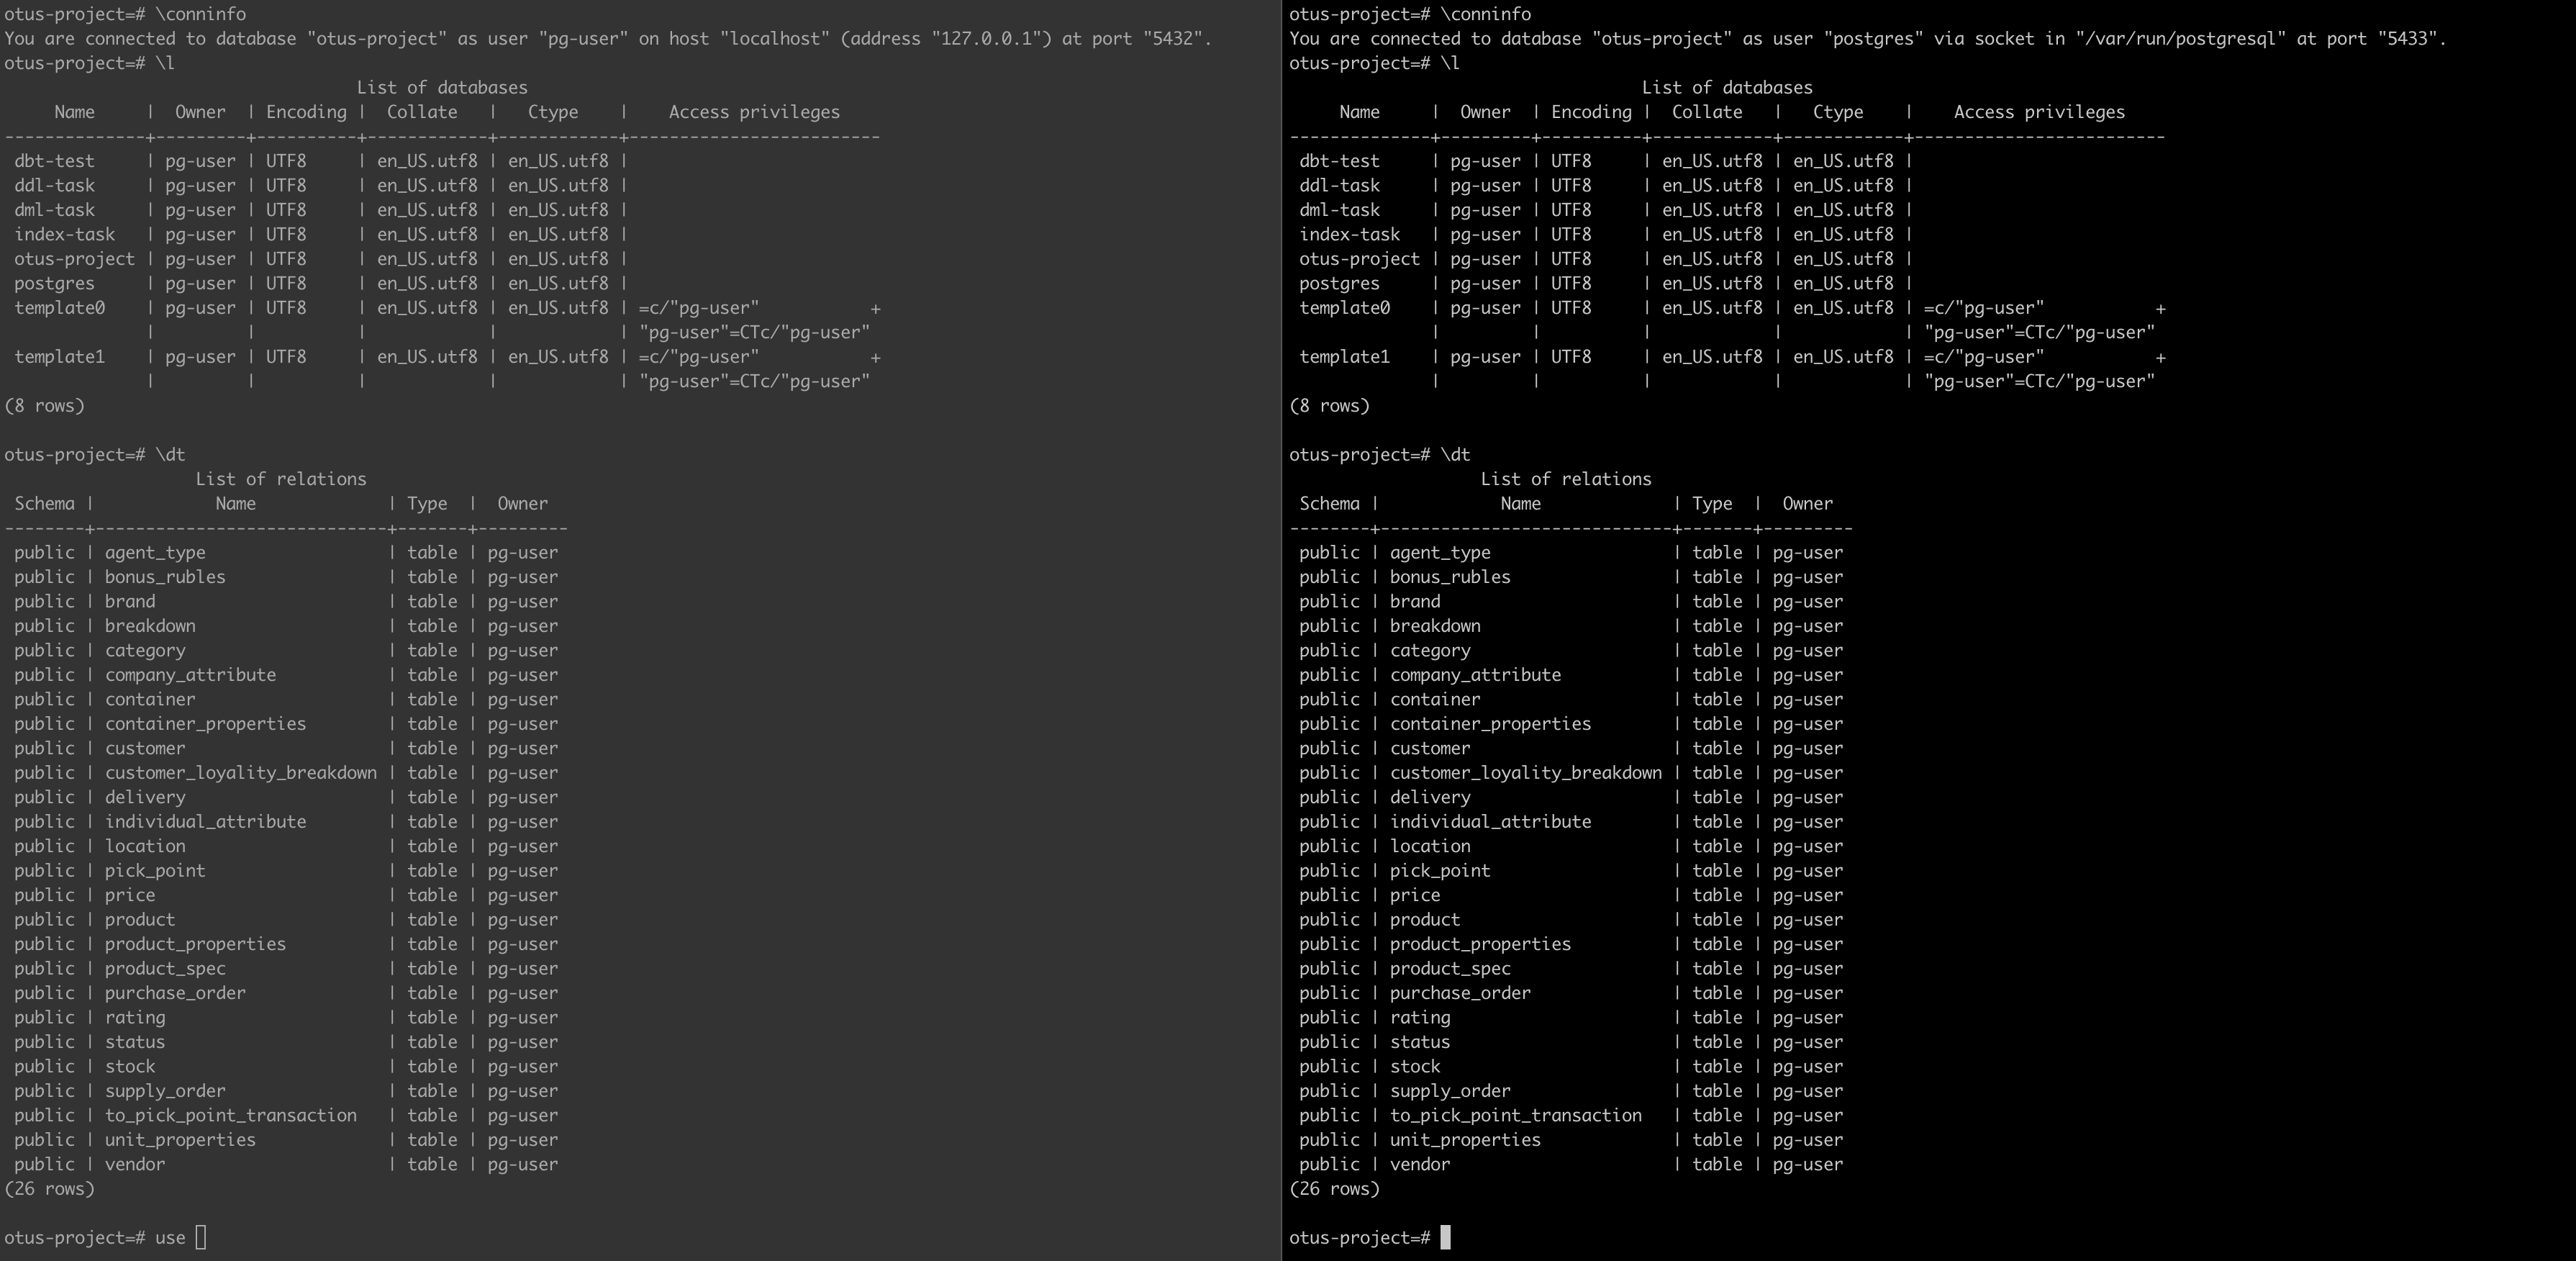 otus-project=# \conninfo
You are connected to database "otus-project" as user "pg-user" on host "localhost" (address "127.0.0.1") at port "5432".
otus-project=# \l
                                   List of databases
     Name     |  Owner  | Encoding |  Collate   |   Ctype    |    Access privileges
--------------+---------+----------+------------+------------+-------------------------
 dbt-test     | pg-user | UTF8     | en_US.utf8 | en_US.utf8 |
 ddl-task     | pg-user | UTF8     | en_US.utf8 | en_US.utf8 |
 dml-task     | pg-user | UTF8     | en_US.utf8 | en_US.utf8 |
 index-task   | pg-user | UTF8     | en_US.utf8 | en_US.utf8 |
 otus-project | pg-user | UTF8     | en_US.utf8 | en_US.utf8 |
 postgres     | pg-user | UTF8     | en_US.utf8 | en_US.utf8 |
 template0    | pg-user | UTF8     | en_US.utf8 | en_US.utf8 | =c/"pg-user"           +
              |         |          |            |            | "pg-user"=CTc/"pg-user"
 template1    | pg-user | UTF8     | en_US.utf8 | en_US.utf8 | =c/"pg-user"           +
              |         |          |            |            | "pg-user"=CTc/"pg-user"
(8 rows)

otus-project=# \dt
                   List of relations
 Schema |            Name             | Type  |  Owner
--------+-----------------------------+-------+---------
 public | agent_type                  | table | pg-user
 public | bonus_rubles                | table | pg-user
 public | brand                       | table | pg-user
 public | breakdown                   | table | pg-user
 public | category                    | table | pg-user
 public | company_attribute           | table | pg-user
 public | container                   | table | pg-user
 public | container_properties        | table | pg-user
 public | customer                    | table | pg-user
 public | customer_loyality_breakdown | table | pg-user
 public | delivery                    | table | pg-user
 public | individual_attribute        | table | pg-user
 public | location                    | table | pg-user
 public | pick_point                  | table | pg-user
 public | price                       | table | pg-user
 public | product                     | table | pg-user
 public | product_properties          | table | pg-user
 public | product_spec                | table | pg-user
 public | purchase_order              | table | pg-user
 public | rating                      | table | pg-user
 public | status                      | table | pg-user
 public | stock                       | table | pg-user
 public | supply_order                | table | pg-user
 public | to_pick_point_transaction   | table | pg-user
 public | unit_properties             | table | pg-user
 public | vendor                      | table | pg-user
(26 rows)

otus-project=# use
otus-project=# \conninfo
You are connected to database "otus-project" as user "postgres" via socket in "/var/run/postgresql" at port "5433".
otus-project=# \l
                                   List of databases
     Name     |  Owner  | Encoding |  Collate   |   Ctype    |    Access privileges
--------------+---------+----------+------------+------------+-------------------------
 dbt-test     | pg-user | UTF8     | en_US.utf8 | en_US.utf8 |
 ddl-task     | pg-user | UTF8     | en_US.utf8 | en_US.utf8 |
 dml-task     | pg-user | UTF8     | en_US.utf8 | en_US.utf8 |
 index-task   | pg-user | UTF8     | en_US.utf8 | en_US.utf8 |
 otus-project | pg-user | UTF8     | en_US.utf8 | en_US.utf8 |
 postgres     | pg-user | UTF8     | en_US.utf8 | en_US.utf8 |
 template0    | pg-user | UTF8     | en_US.utf8 | en_US.utf8 | =c/"pg-user"           +
              |         |          |            |            | "pg-user"=CTc/"pg-user"
 template1    | pg-user | UTF8     | en_US.utf8 | en_US.utf8 | =c/"pg-user"           +
              |         |          |            |            | "pg-user"=CTc/"pg-user"
(8 rows)

otus-project=# \dt
                   List of relations
 Schema |            Name             | Type  |  Owner
--------+-----------------------------+-------+---------
 public | agent_type                  | table | pg-user
 public | bonus_rubles                | table | pg-user
 public | brand                       | table | pg-user
 public | breakdown                   | table | pg-user
 public | category                    | table | pg-user
 public | company_attribute           | table | pg-user
 public | container                   | table | pg-user
 public | container_properties        | table | pg-user
 public | customer                    | table | pg-user
 public | customer_loyality_breakdown | table | pg-user
 public | delivery                    | table | pg-user
 public | individual_attribute        | table | pg-user
 public | location                    | table | pg-user
 public | pick_point                  | table | pg-user
 public | price                       | table | pg-user
 public | product                     | table | pg-user
 public | product_properties          | table | pg-user
 public | product_spec                | table | pg-user
 public | purchase_order              | table | pg-user
 public | rating                      | table | pg-user
 public | status                      | table | pg-user
 public | stock                       | table | pg-user
 public | supply_order                | table | pg-user
 public | to_pick_point_transaction   | table | pg-user
 public | unit_properties             | table | pg-user
 public | vendor                      | table | pg-user
(26 rows)

otus-project=#